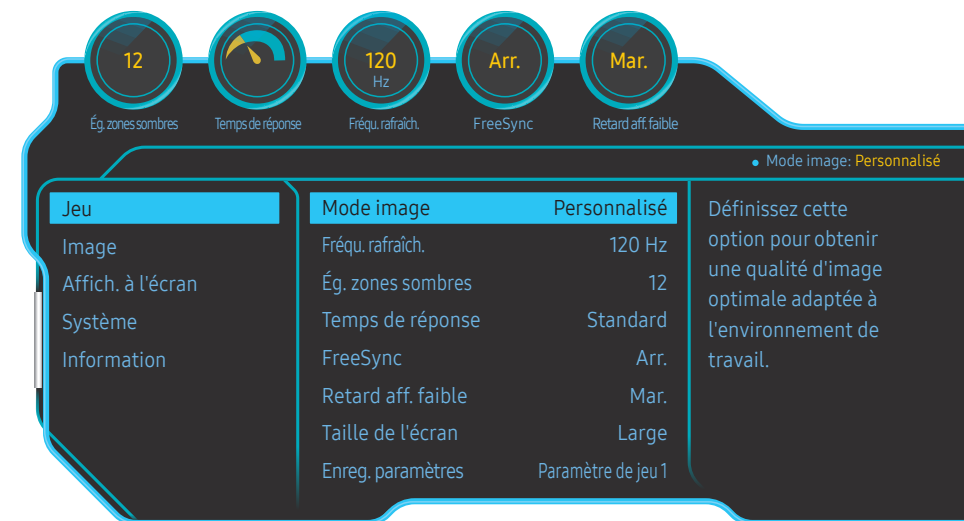 12
120
Hz
Arr.
Mar.
Ég. zones sombres
Temps de réponse
Fréqu. rafraîch.
FreeSync
Retard aff. faible
• Mode image: Personnalisé
Jeu
Image
Affich. à l'écran
Système
Information
Mode image Personnalisé
Fréqu. rafraîch. 120 Hz
Ég. zones sombres 12
Temps de réponse Standard
FreeSync Arr.
Retard aff. faible Mar.
Taille de l'écran Large
Enreg. paramètres Paramètre de jeu 1
Définissez cette
option pour obtenir
une qualité d'image
optimale adaptée à
l'environnement de
travail.